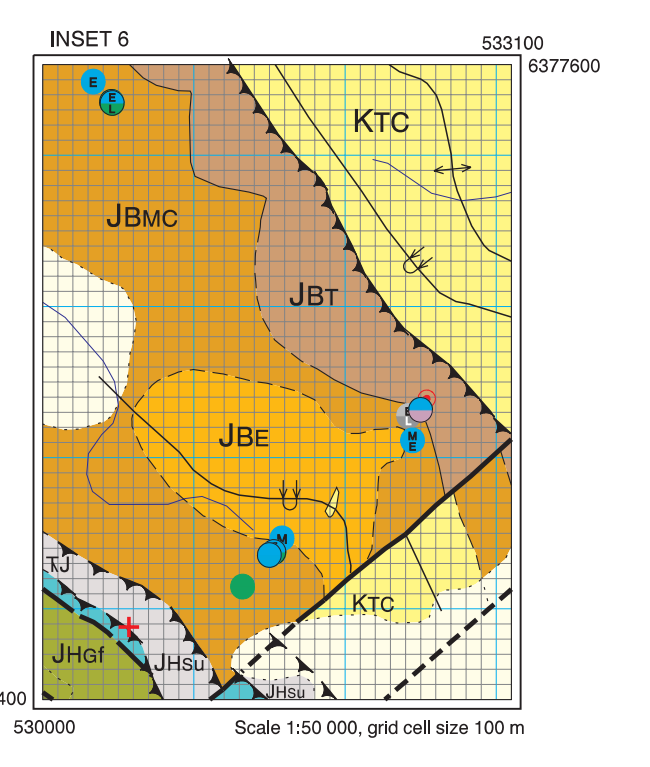 INSET 6
533100
6377600
E
E
L
KTC
JBMC
JBT
E
L
M
E
JBE
M
TJ
KTC
JHGf
JHSU
JHSU
400
530000
Scale 1:50 000, grid cell size 100 m